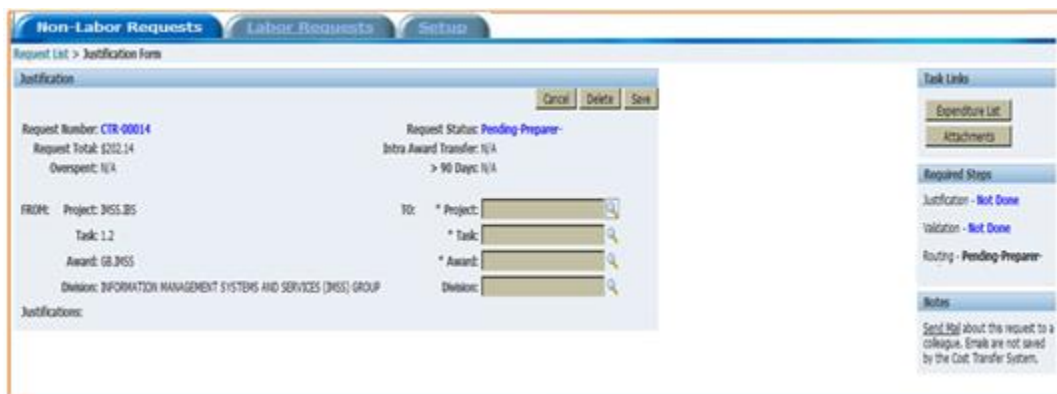 Non-Labor Requests Labor Requests Setup
Request List > Justification Form
Justification
Cancel Delete Save
Request Number: CTR-00014 Request Status: Pending-Preparer-
Request Total: $202.14 Intra Award Transfer: N/A
Overspent: N/A > 90 Days: N/A
FROM: Project: IMSS.IBS TO: * Project:
Task: 1.2 * Task:
Award: GB.IMSS * Award:
Division: INFORMATION MANAGEMENT SYSTEMS AND SERVICES (IMSS) GROUP Division:
Justifications:
Task Links
Expenditure List
Attachments
Required Steps
Justification - Not Done
Validation - Not Done
Routing - Pending-Preparer-
Notes
Send Mail about this request to a
colleague. Emails are not saved
by the Cost Transfer System.